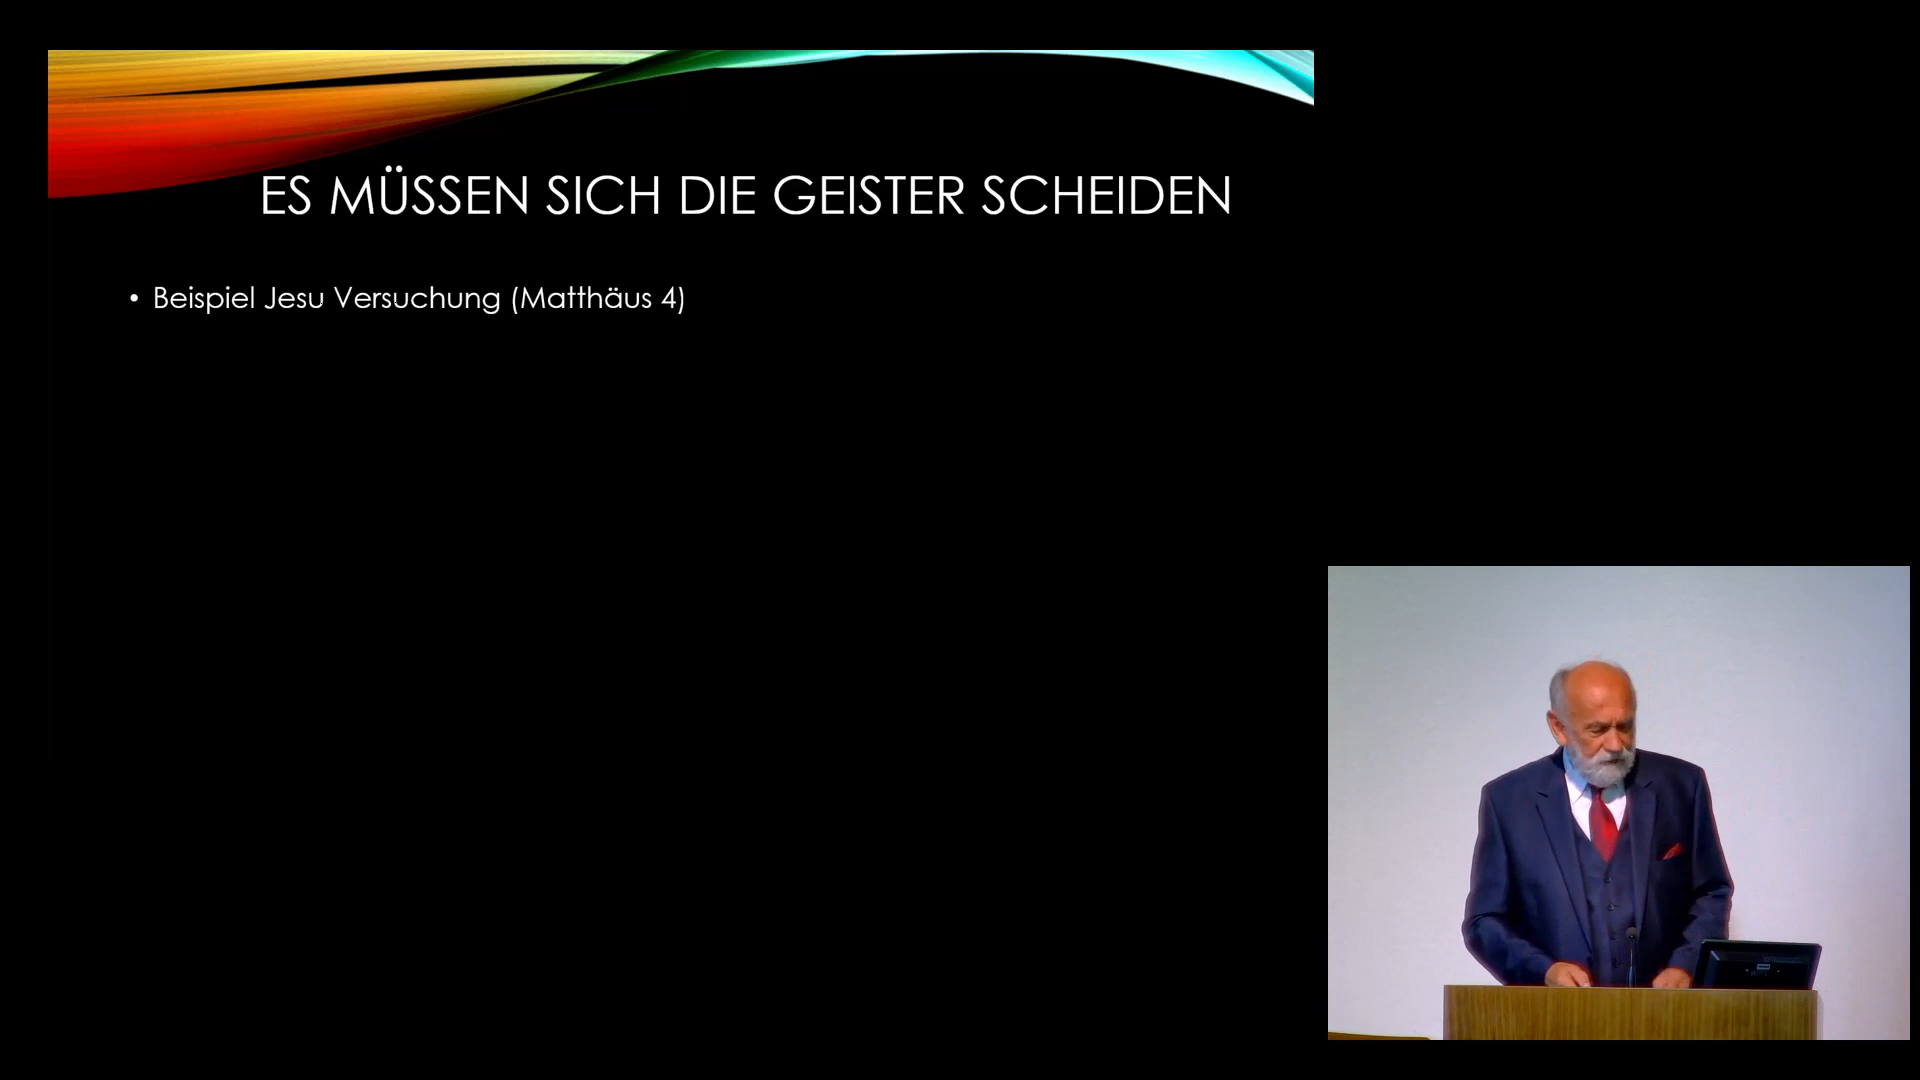 ES MÜSSEN SICH DIE GEISTER SCHEIDEN
• Beispiel Jesu Versuchung (Matthäus 4)